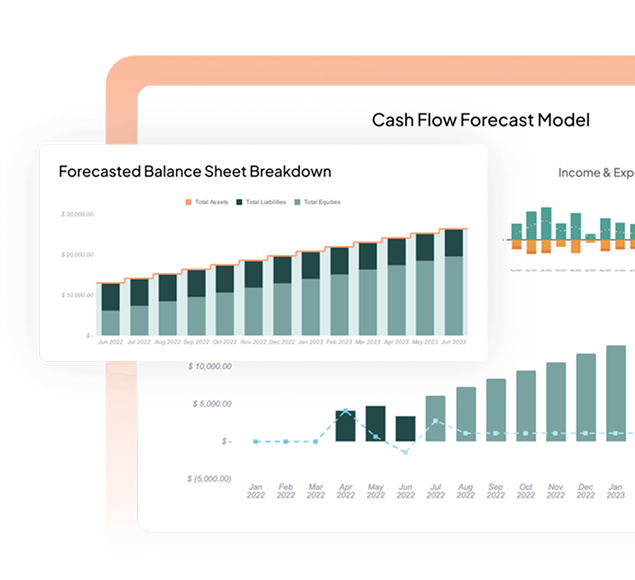 Cash Flow Forecast Model
Forecasted Balance Sheet Breakdown
Total Assets Total Liabilities Total Equities
$ 30,000.00
$ 20,000.00
$ 10,000.00
$ -
Jun 2022 Jul 2022 Aug 2022 Sep 2022 Oct 2022 Nov 2022 Dec 2022 Jan 2023 Feb 2023 Mar 2023 Apr 2023 May 2023 Jun 2023
Income & Exp
$ 10,000.00
$ 5,000.00
$ -
$ (5,000.00)
Jan Feb Mar Apr May Jun Jul Aug Sep Oct Nov Dec Jan
2022 2022 2022 2022 2022 2022 2022 2022 2022 2022 2022 2022 2023